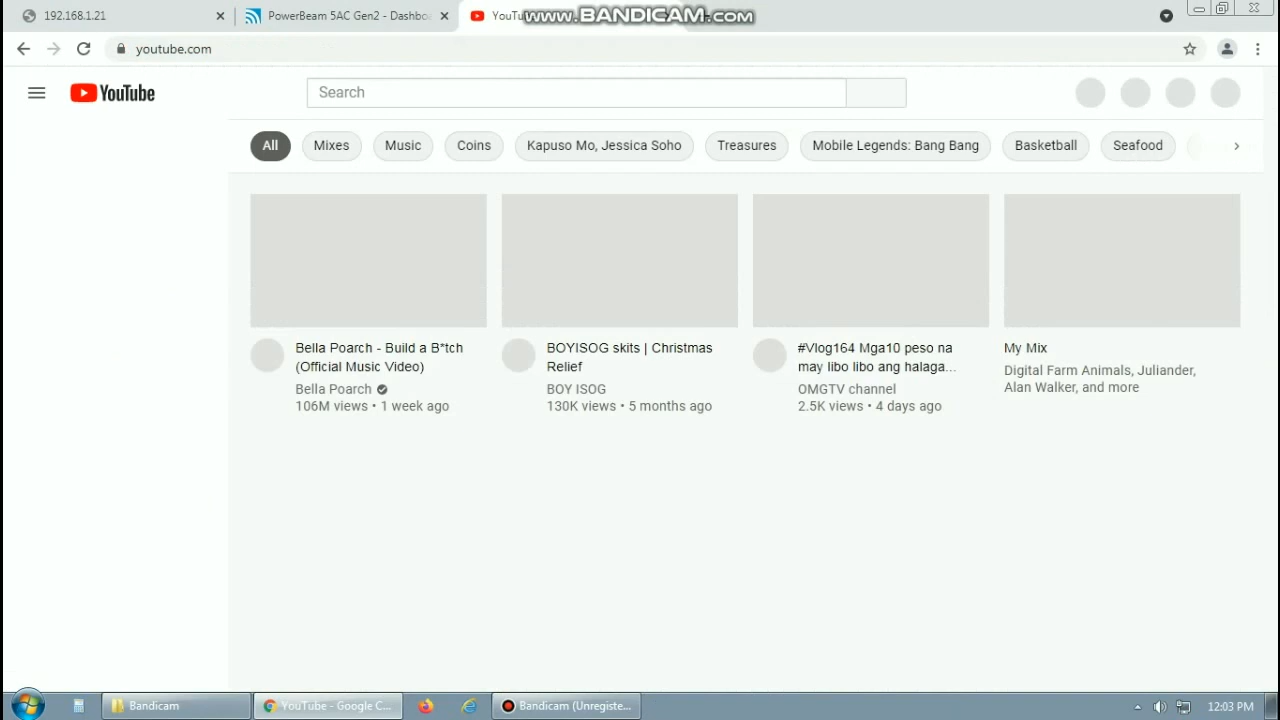 192.168.1.21
PowerBeam 5AC Gen2 - Dashbo
YouTu
WWW.BANDICAM.COM
youtube.com
YouTube
Search
All
Mixes
Music
Coins
Kapuso Mo, Jessica Soho
Treasures
Mobile Legends: Bang Bang
Basketball
Seafood
Bella Poarch - Build a B*tch
(Official Music Video)
Bella Poarch
106M views • 1 week ago
BOYISOG skits | Christmas
Relief
BOY ISOG
130K views • 5 months ago
#Vlog164 Mga10 peso na
may libo libo ang halaga...
OMGTV channel
2.5K views • 4 days ago
My Mix
Digital Farm Animals, Juliander,
Alan Walker, and more
Bandicam
YouTube - Google C...
Bandicam (Unregiste...
12:03 PM